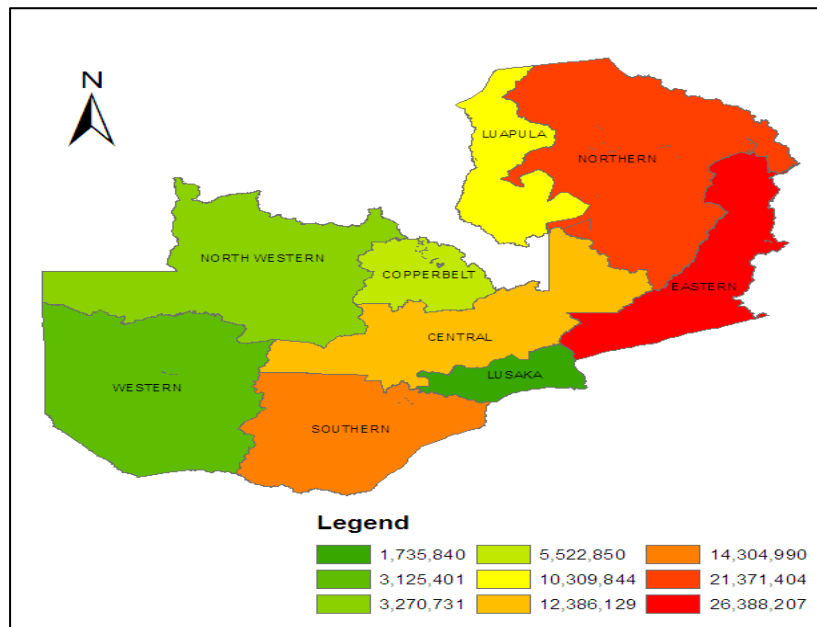 N
LUAPULA
NORTHERN
NORTH WESTERN
COPPERBELT
EASTERN
CENTRAL
LUSAKA
WESTERN
SOUTHERN
Legend
1,735,840 5,522,850 14,304,990
3,125,401 10,309,844 21,371,404
3,270,731 12,386,129 26,388,207